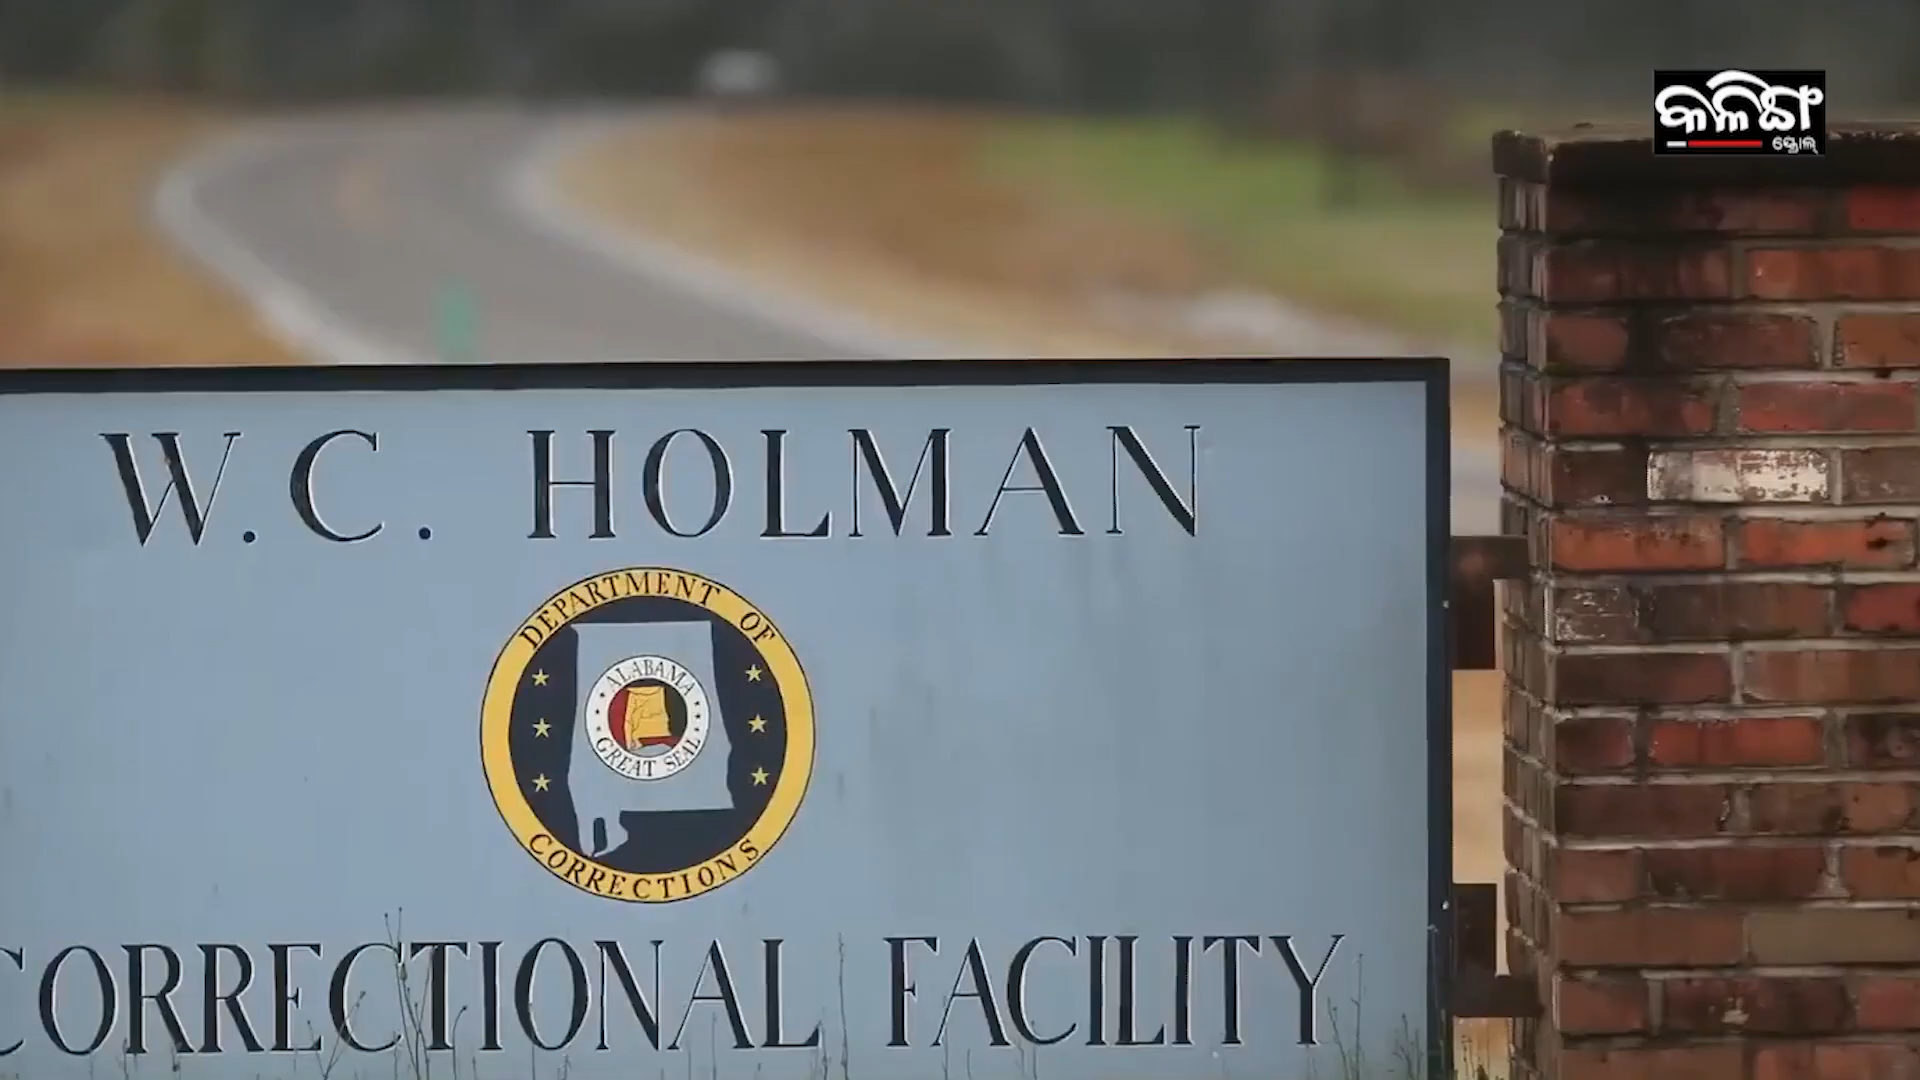 କଳିଙ୍ଗ
ସ୍କ୍ରୋଲ୍
W.C. HOLMAN
DEPARTMENT OF
ALABAMA
GREAT SEAL
CORRECTIONS
CORRECTIONAL FACILITY